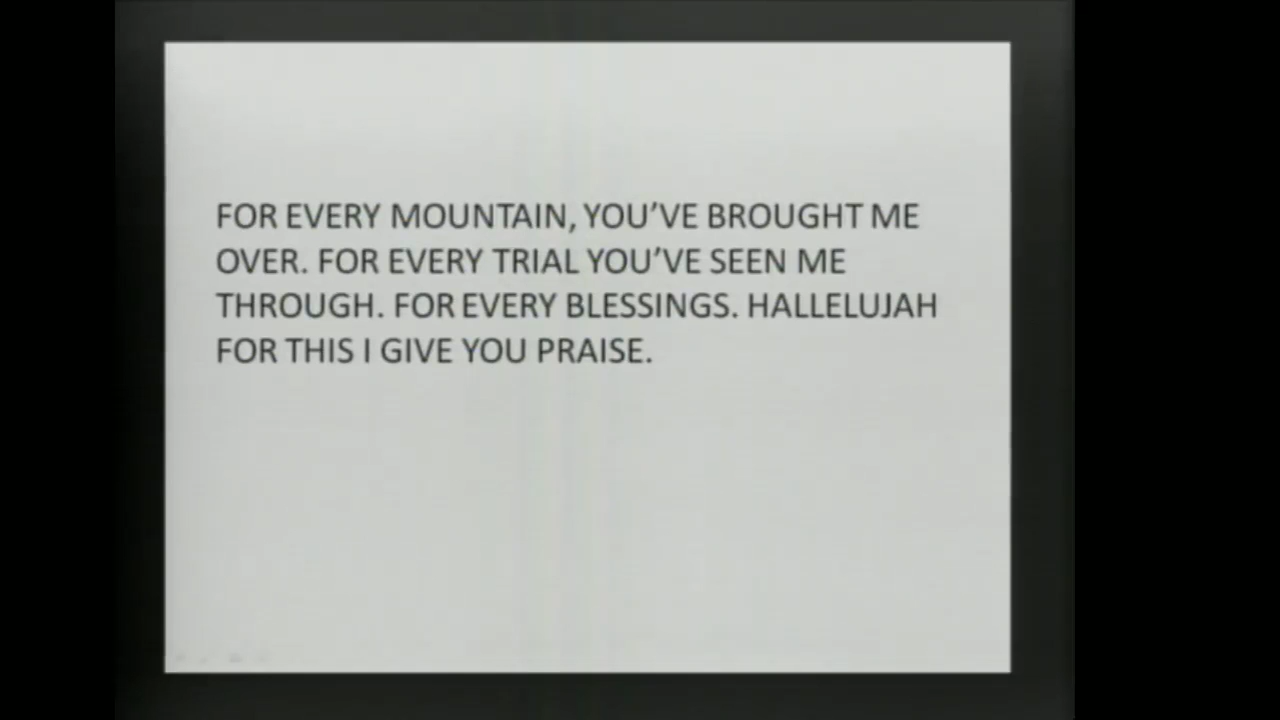 FOR EVERY MOUNTAIN, YOU’VE BROUGHT ME
OVER. FOR EVERY TRIAL YOU’VE SEEN ME
THROUGH. FOR EVERY BLESSINGS. HALLELUJAH
FOR THIS I GIVE YOU PRAISE.